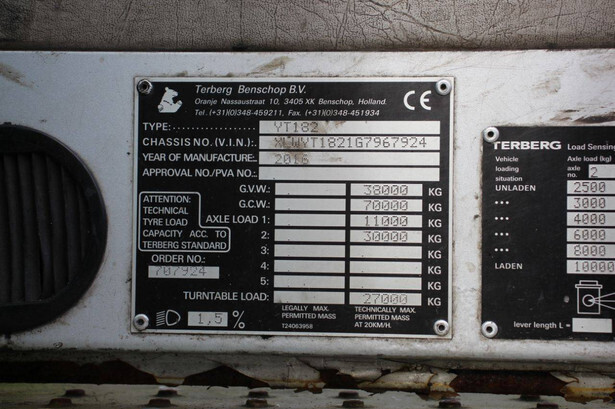 Terberg Benschop B.V.
Oranje Nassaustraat 10, 3405 XK Benschop, Holland.
Tel.(+31)(0)348-459211, Fax.(+31)(0)348-451934
CE
TYPE:.................. YT182
CHASSIS NO.(V.I.N.): XLWYT1821G7967924
YEAR OF MANUFACTURE: 2016
APPROVAL NO./PVA NO.:
ATTENTION:
TECHNICAL
TYRE LOAD
CAPACITY ACC. TO
TERBERG STANDARD
ORDER NO.:
707924
G.V.W.: 38000 KG
G.C.W.: 70000 KG
AXLE LOAD 1: 11000 KG
2: 30000 KG
3: KG
4: KG
5: KG
TURNTABLE LOAD: 27000 KG
1,5 %
LEGALLY MAX.
PERMITTED MASS
T24063958
TECHNICALLY MAX.
PERMITTED MASS
AT 20KM/H.
TERBERG Load Sensing
Vehicle
loading
situation
Axle load (kg)
axle no. 2
UNLADEN 2500
''' 3000
''' 4000
''' 6000
''' 8000
LADEN 10000
lever length L =